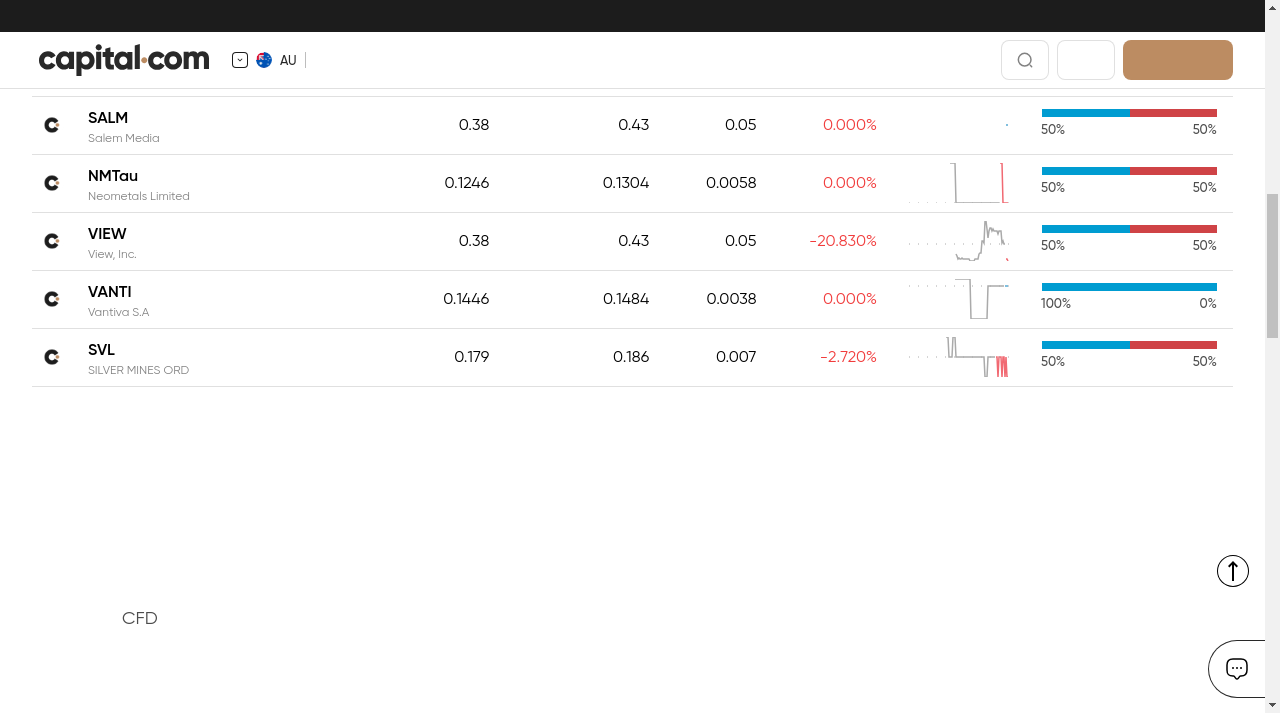 capital.com
AU
SALM
Salem Media
0.38
0.43
0.05
0.000%
50%
50%
NMTau
Neometals Limited
0.1246
0.1304
0.0058
0.000%
50%
50%
VIEW
View, Inc.
0.38
0.43
0.05
-20.830%
50%
50%
VANTI
Vantiva S.A
0.1446
0.1484
0.0038
0.000%
100%
0%
SVL
SILVER MINES ORD
0.179
0.186
0.007
-2.720%
50%
50%
CFD